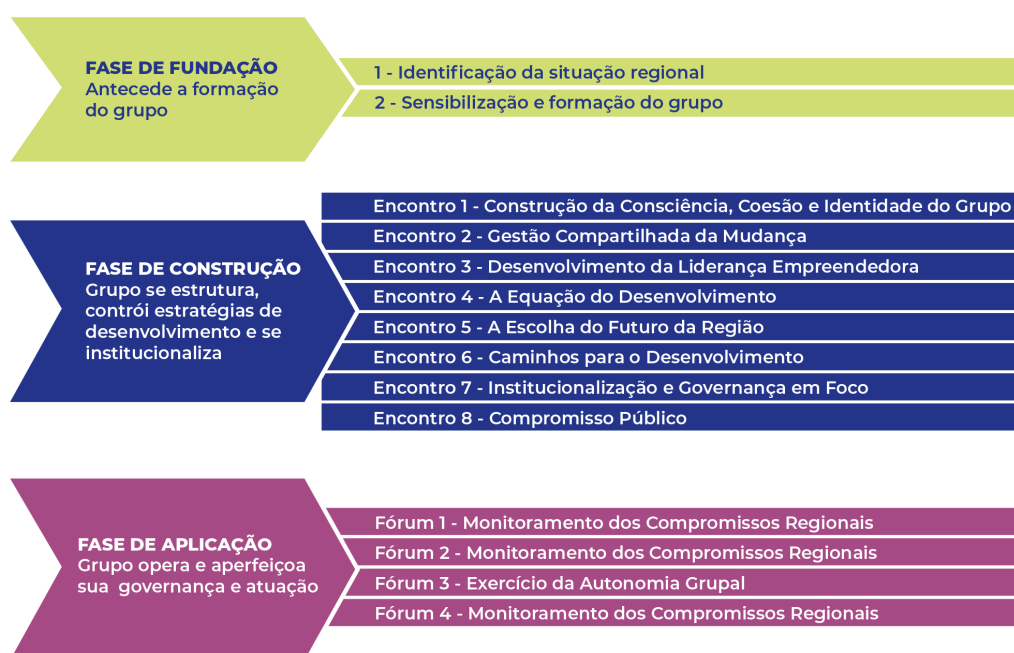 FASE DE FUNDAÇÃO
Antecede a formação
do grupo
1 - Identificação da situação regional
2 - Sensibilização e formação do grupo
FASE DE CONSTRUÇÃO
Grupo se estrutura,
contrói estratégias de
desenvolvimento e se
institucionaliza
Encontro 1 - Construção da Consciência, Coesão e Identidade do Grupo
Encontro 2 - Gestão Compartilhada da Mudança
Encontro 3 - Desenvolvimento da Liderança Empreendedora
Encontro 4 - A Equação do Desenvolvimento
Encontro 5 - A Escolha do Futuro da Região
Encontro 6 - Caminhos para o Desenvolvimento
Encontro 7 - Institucionalização e Governança em Foco
Encontro 8 - Compromisso Público
FASE DE APLICAÇÃO
Grupo opera e aperfeiçoa
sua governança e atuação
Fórum 1 - Monitoramento dos Compromissos Regionais
Fórum 2 - Monitoramento dos Compromissos Regionais
Fórum 3 - Exercício da Autonomia Grupal
Fórum 4 - Monitoramento dos Compromissos Regionais